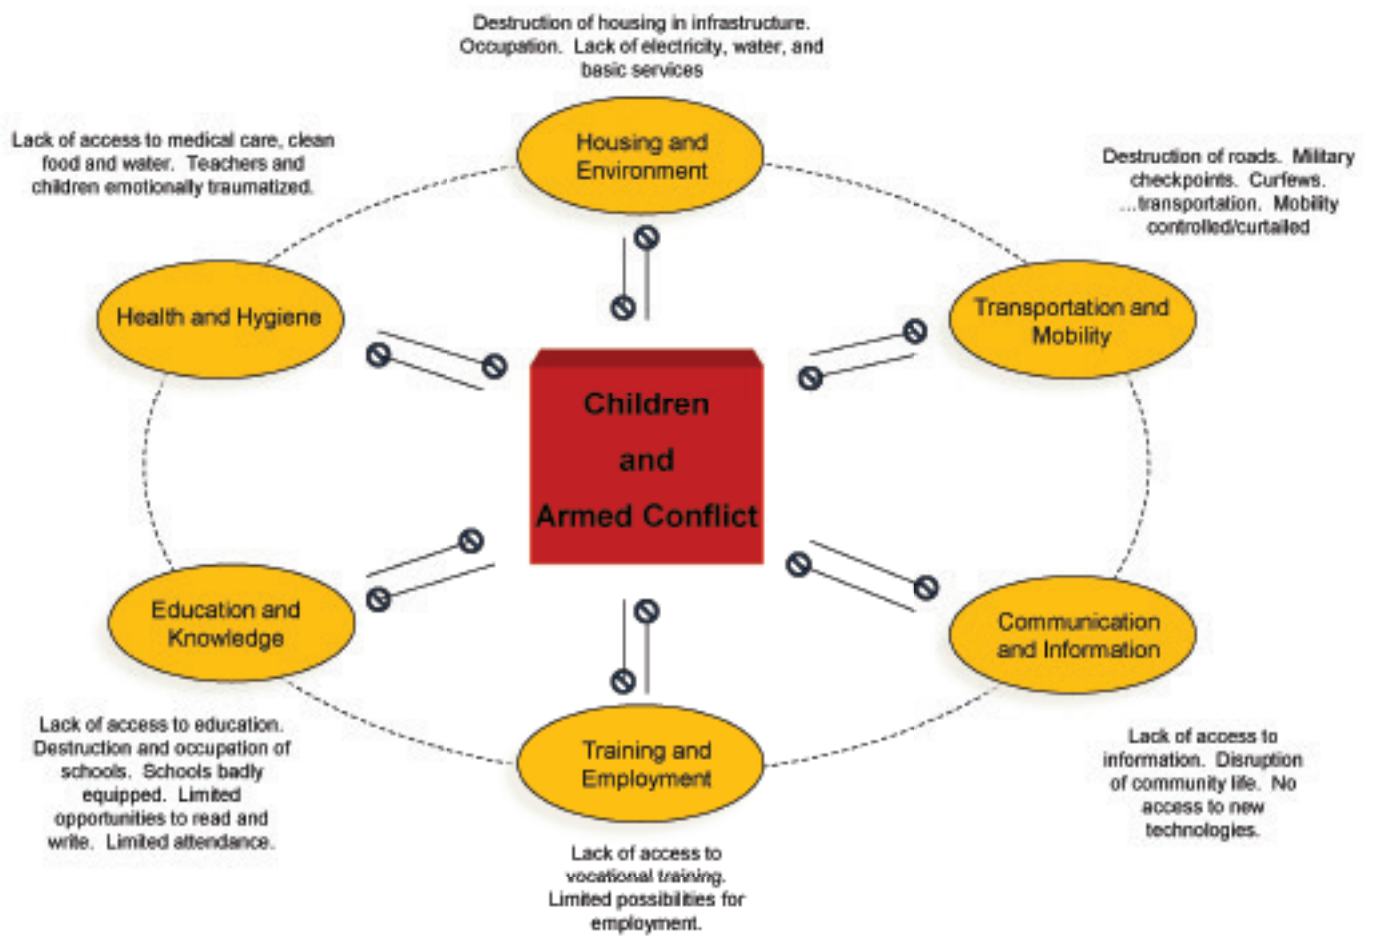 Destruction of housing in infrastructure.
Occupation. Lack of electricity, water, and
basic services
Housing and
Environment
Lack of access to medical care, clean
food and water. Teachers and
children emotionally traumatized.
Destruction of roads. Military
checkpoints. Curfews.
...transportation. Mobility
controlled/curtailed
Health and Hygiene
Transportation and
Mobility
Children
and
Armed Conflict
Education and
Knowledge
Communication
and Information
Lack of access to education.
Destruction and occupation of
schools. Schools badly
equipped. Limited
opportunities to read and
write. Limited attendance.
Training and
Employment
Lack of access to
information. Disruption
of community life. No
access to new
technologies.
Lack of access to
vocational training.
Limited possibilities for
employment.